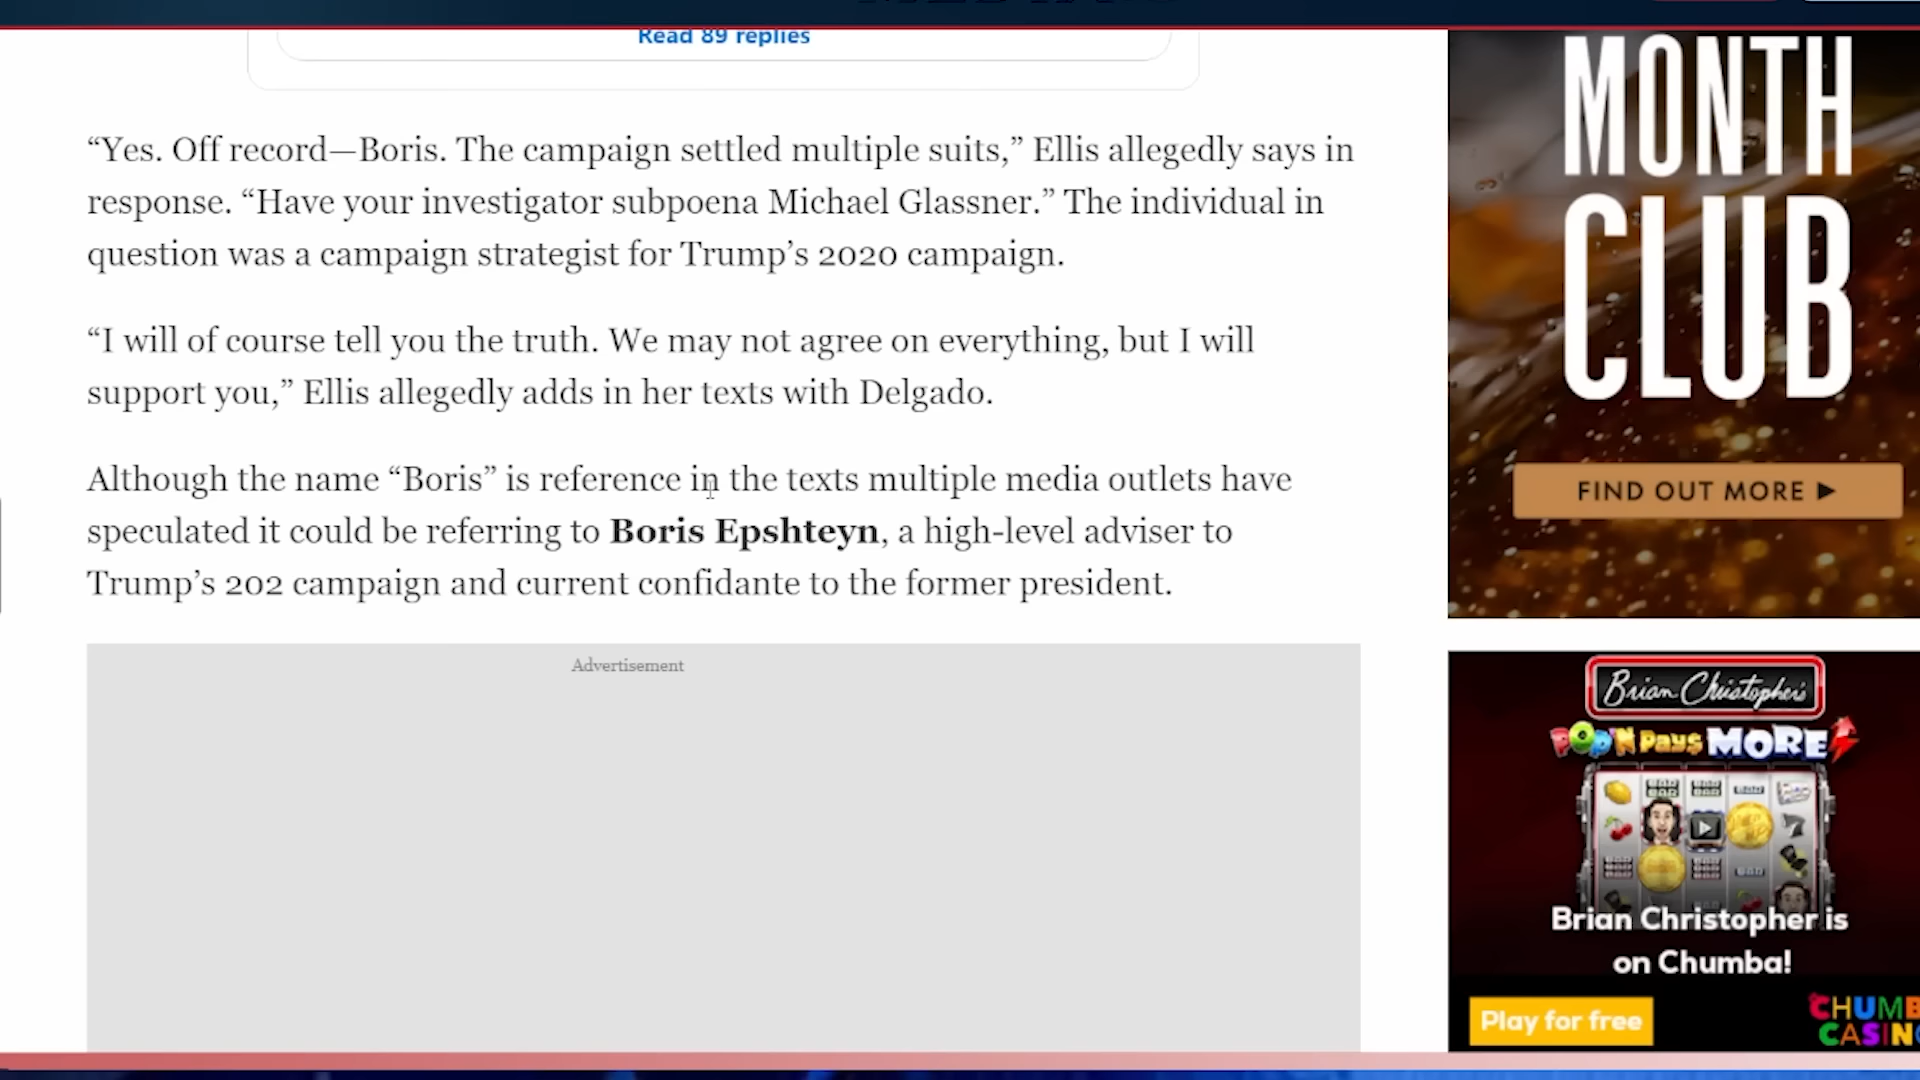 Read 89 replies
“Yes. Off record—Boris. The campaign settled multiple suits,” Ellis allegedly says in
response. “Have your investigator subpoena Michael Glassner.” The individual in
question was a campaign strategist for Trump’s 2020 campaign.
“I will of course tell you the truth. We may not agree on everything, but I will
support you,” Ellis allegedly adds in her texts with Delgado.
Although the name “Boris” is reference in the texts multiple media outlets have
speculated it could be referring to Boris Epshteyn, a high-level adviser to
Trump’s 202 campaign and current confidante to the former president.
Advertisement
MONTH
CLUB
FIND OUT MORE ▶
Brian Christopher's
POP'N Pays MORE
Brian Christopher is
on Chumba!
Play for free
CHUMB
CASINO